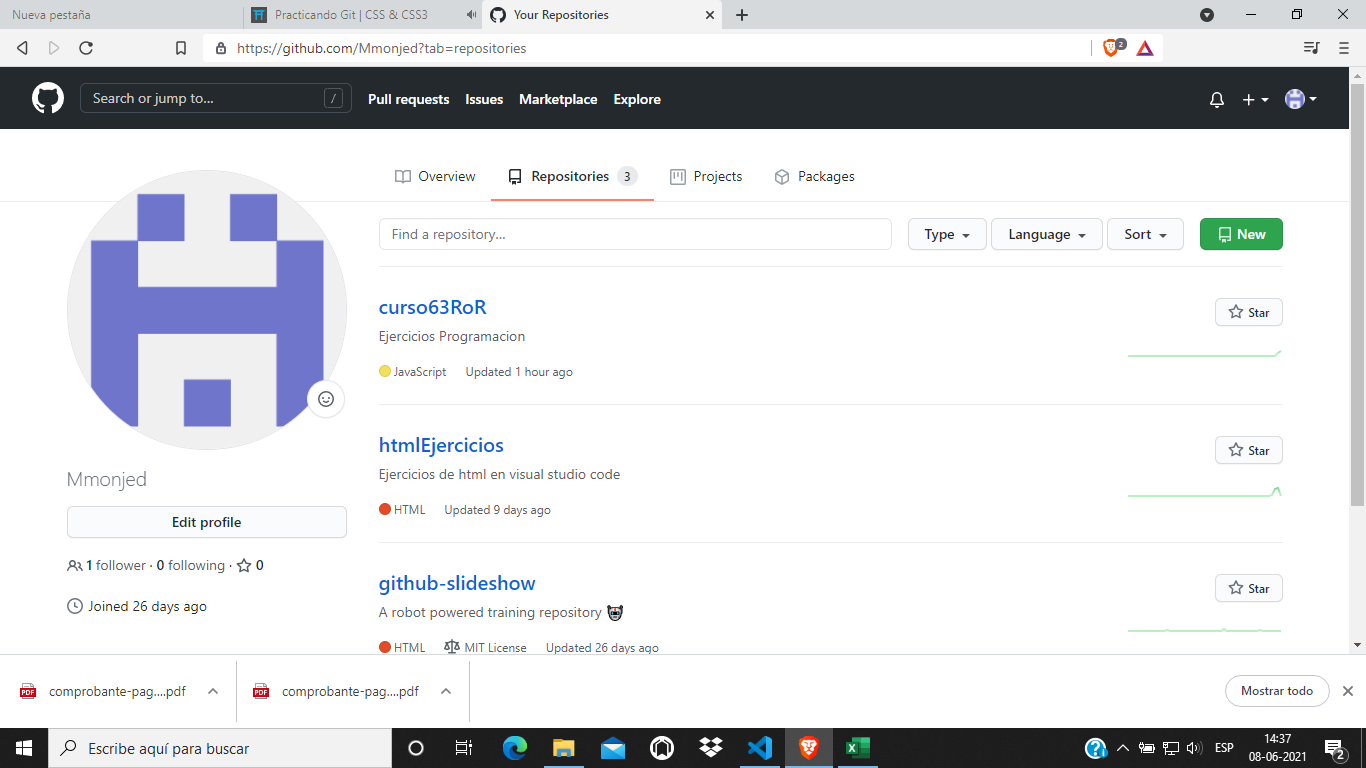 Nueva pestaña
Practicando Git | CSS & CSS3
Your Repositories
https://github.com/Mmonjed?tab=repositories
2
Search or jump to...
/
Pull requests
Issues
Marketplace
Explore
Overview
Repositories 3
Projects
Packages
Find a repository...
Type
Language
Sort
New
curso63RoR
Star
Ejercicios Programacion
JavaScript
Updated 1 hour ago
htmlEjercicios
Star
Ejercicios de html en visual studio code
HTML
Updated 9 days ago
github-slideshow
Star
A robot powered training repository
HTML
MIT License
Updated 26 days ago
Mmonjed
Edit profile
1 follower · 0 following · 0
Joined 26 days ago
PDF
comprobante-pag....pdf
PDF
comprobante-pag....pdf
Mostrar todo
Escribe aquí para buscar
ESP
14:37
08-06-2021
2